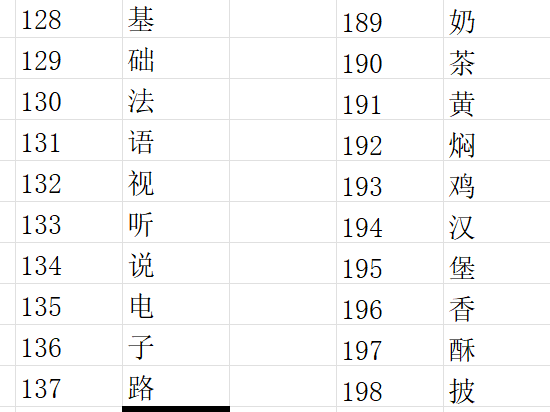 128 基 189 奶
129 础 190 茶
130 法 191 黄
131 语 192 焖
132 视 193 鸡
133 听 194 汉
134 说 195 堡
135 电 196 香
136 子 197 酥
137 路 198 披